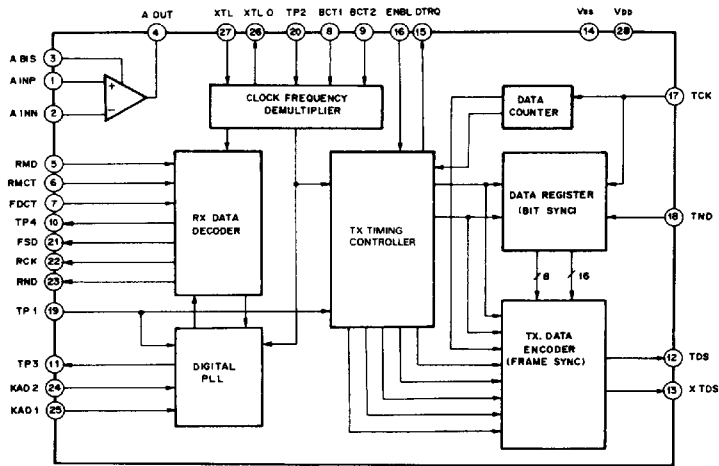 A OUT XTL XTL O TP2 BCT1 BCT2 ENBL DTRQ VSS VDD
4 27 26 20 8 9 16 15 14 28
A BIS 3
A INP 1
A INN 2
+
−
CLOCK FREQUENCY
DEMULTIPLIER
DATA
COUNTER
17 TCK
RMD 5
RMCT 6
FDCT 7
TP4 10
FSD 21
RCK 22
RND 23
RX DATA
DECODER
TX TIMING
CONTROLLER
DATA REGISTER
(BIT SYNC)
18 TND
8 16
TP1 19
TP3 11
KAD 2 24
KAD 1 25
DIGITAL
PLL
TX. DATA
ENCODER
(FRAME SYNC)
12 TDS
13 X TDS